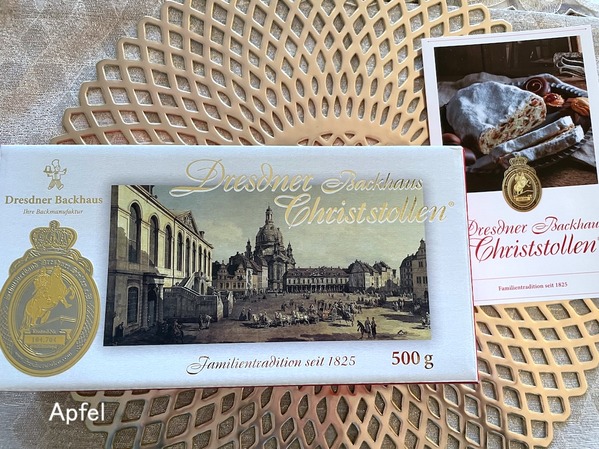 Dresdner Backhaus
Ihre Backmanufaktur
Dresdner Backhaus
Christstollen®
Familientradition seit 1825
500 g
Dresdner Backhaus
Christstollen
Familientradition seit 1825
Apfel